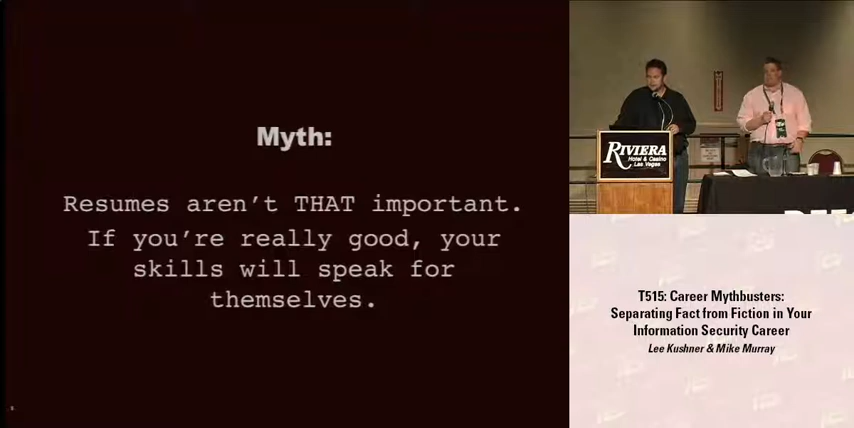 Myth:
Resumes aren't THAT important.
If you're really good, your
skills will speak for
themselves.
RIVIERA
Hotel & Casino
Las Vegas
T515: Career Mythbusters:
Separating Fact from Fiction in Your
Information Security Career
Lee Kushner & Mike Murray